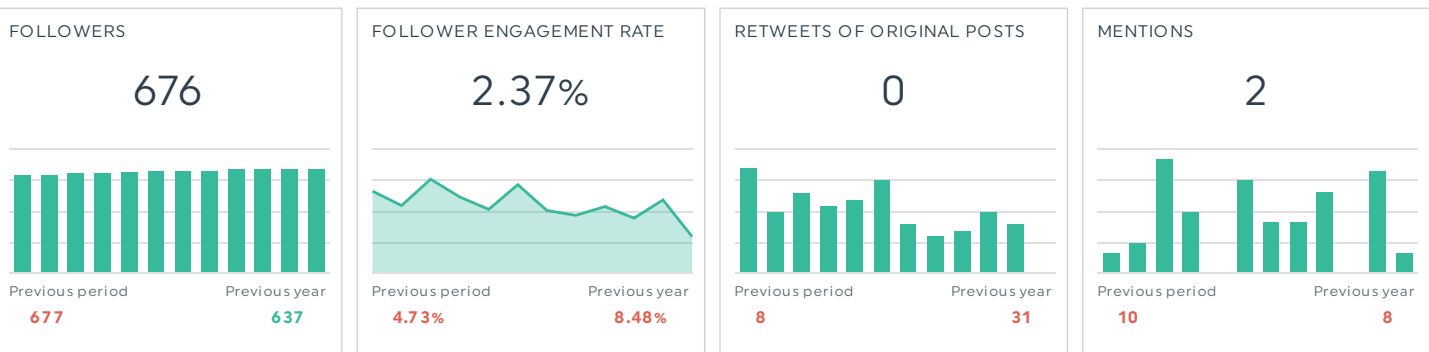 FOLLOWERS
676
Previous period
Previous year
677
637
FOLLOWER ENGAGEMENT RATE
2.37%
Previous period
Previous year
4.73%
8.48%
RETWEETS OF ORIGINAL POSTS
0
Previous period
Previous year
8
31
MENTIONS
2
Previous period
Previous year
10
8